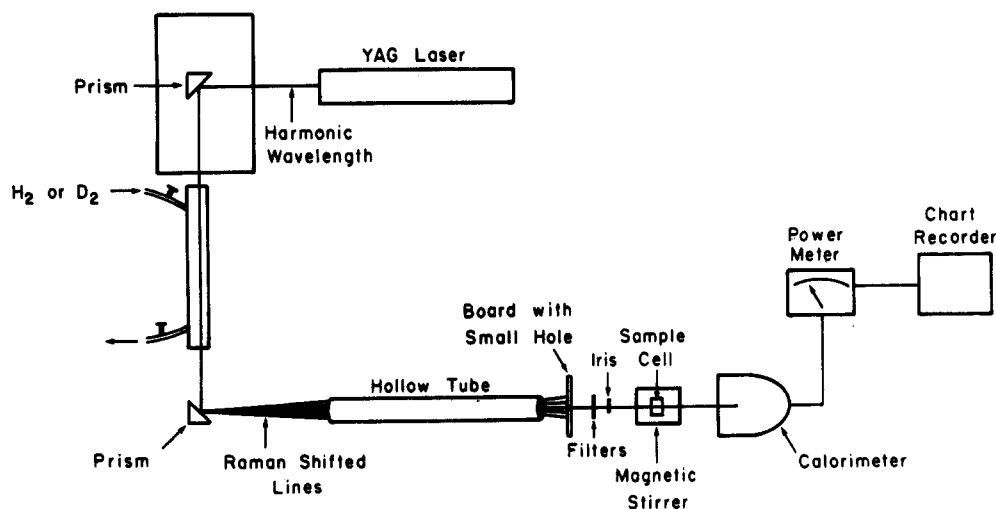 YAG Laser
Prism
Harmonic
Wavelength
H2 or D2
Chart
Recorder
Power
Meter
Board with
Small Hole
Sample
Cell
Iris
Hollow Tube
Filters
Prism
Raman Shifted
Lines
Magnetic
Stirrer
Calorimeter